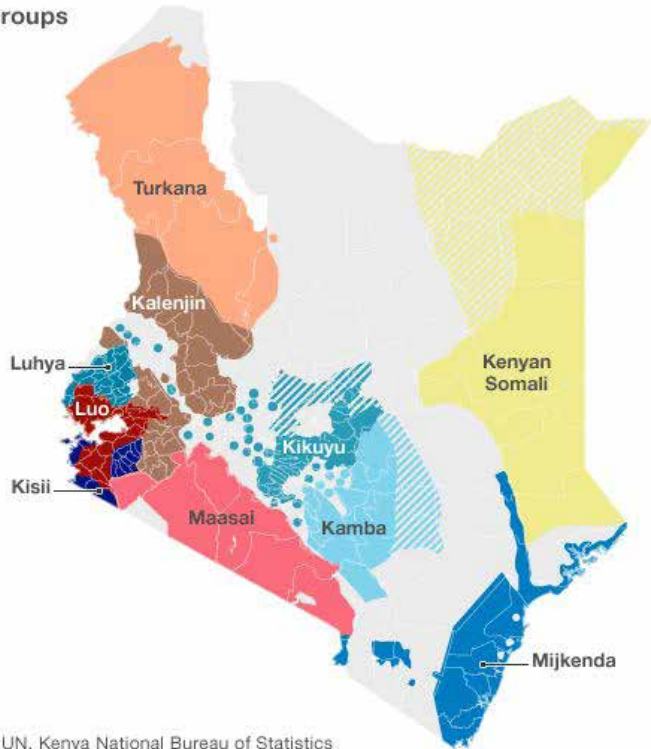 roups
Turkana
Kalenjin
Luhya
Luo
Kenyan
Somali
Kikuyu
Kisii
Maasai
Kamba
Mijkenda
UN, Kenya National Bureau of Statistics